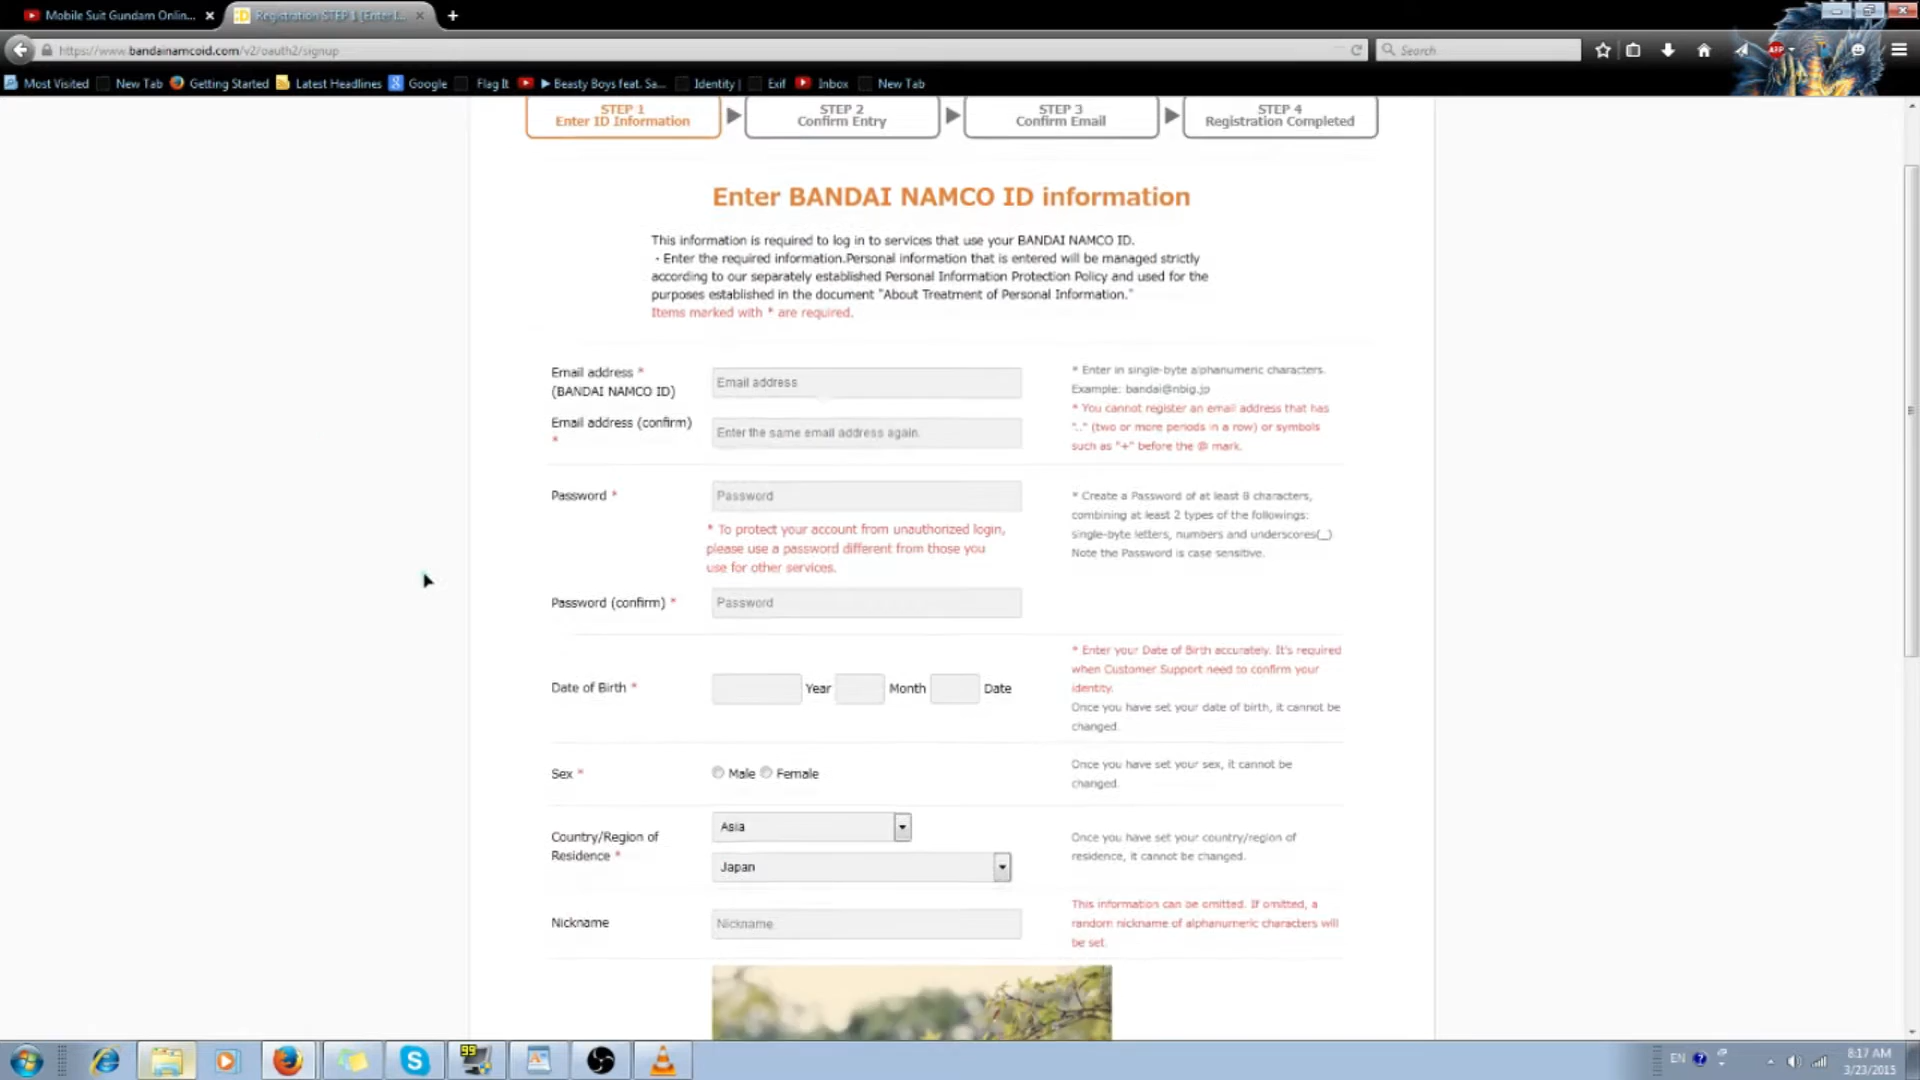 Mobile Suit Gundam Onlin...
Registration STEP 1 (Enter I...
https://www.bandainamcoid.com/v2/oauth2/signup
Search
ABP
Most Visited
New Tab
Getting Started
Latest Headlines
Google
Flag It
▶ Beasty Boys feat. Sa...
Identity |
Exif
Inbox
New Tab
STEP 1
Enter ID Information
STEP 2
Confirm Entry
STEP 3
Confirm Email
STEP 4
Registration Completed
Enter BANDAI NAMCO ID information
This information is required to log in to services that use your BANDAI NAMCO ID.
・Enter the required information.Personal information that is entered will be managed strictly
according to our separately established Personal Information Protection Policy and used for the
purposes established in the document "About Treatment of Personal Information."
Items marked with * are required.
Email address *
(BANDAI NAMCO ID)
Email address
* Enter in single-byte alphanumeric characters.
Example: bandai@nbig.jp
* You cannot register an email address that has
".." (two or more periods in a row) or symbols
such as "+" before the @ mark.
Email address (confirm)
*
Enter the same email address again.
Password *
Password
* To protect your account from unauthorized login,
please use a password different from those you
use for other services.
* Create a Password of at least 8 characters,
combining at least 2 types of the followings:
single-byte letters, numbers and underscores(_)
Note the Password is case sensitive.
Password (confirm) *
Password
Date of Birth *
Year
Month
Date
* Enter your Date of Birth accurately. It's required
when Customer Support need to confirm your
identity.
Once you have set your date of birth, it cannot be
changed.
Sex *
Male
Female
Once you have set your sex, it cannot be
changed.
Country/Region of
Residence *
Asia
Japan
Once you have set your country/region of
residence, it cannot be changed.
Nickname
Nickname
This information can be omitted. If omitted, a
random nickname of alphanumeric characters will
be set.
99
EN
8:17 AM
3/23/2015